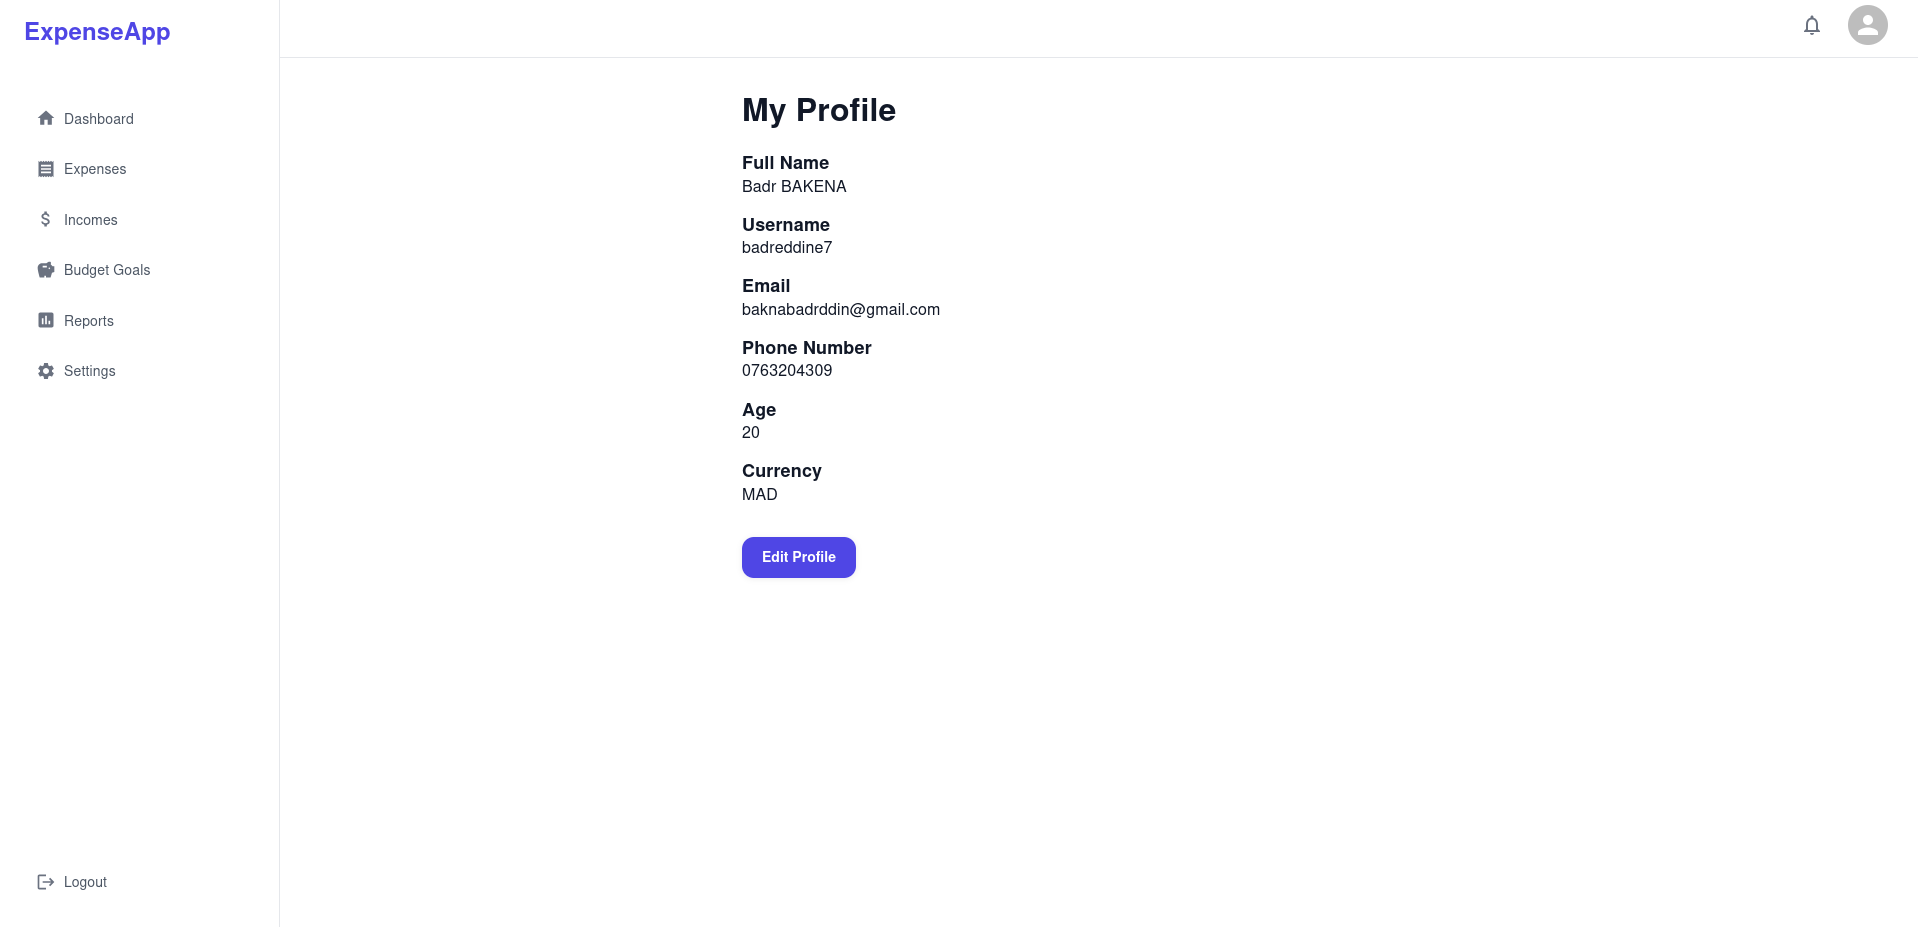 ExpenseApp
Dashboard
Expenses
Incomes
Budget Goals
Reports
Settings
Logout
My Profile
Full Name
Badr BAKENA
Username
badreddine7
Email
baknabadrddin@gmail.com
Phone Number
0763204309
Age
20
Currency
MAD
Edit Profile